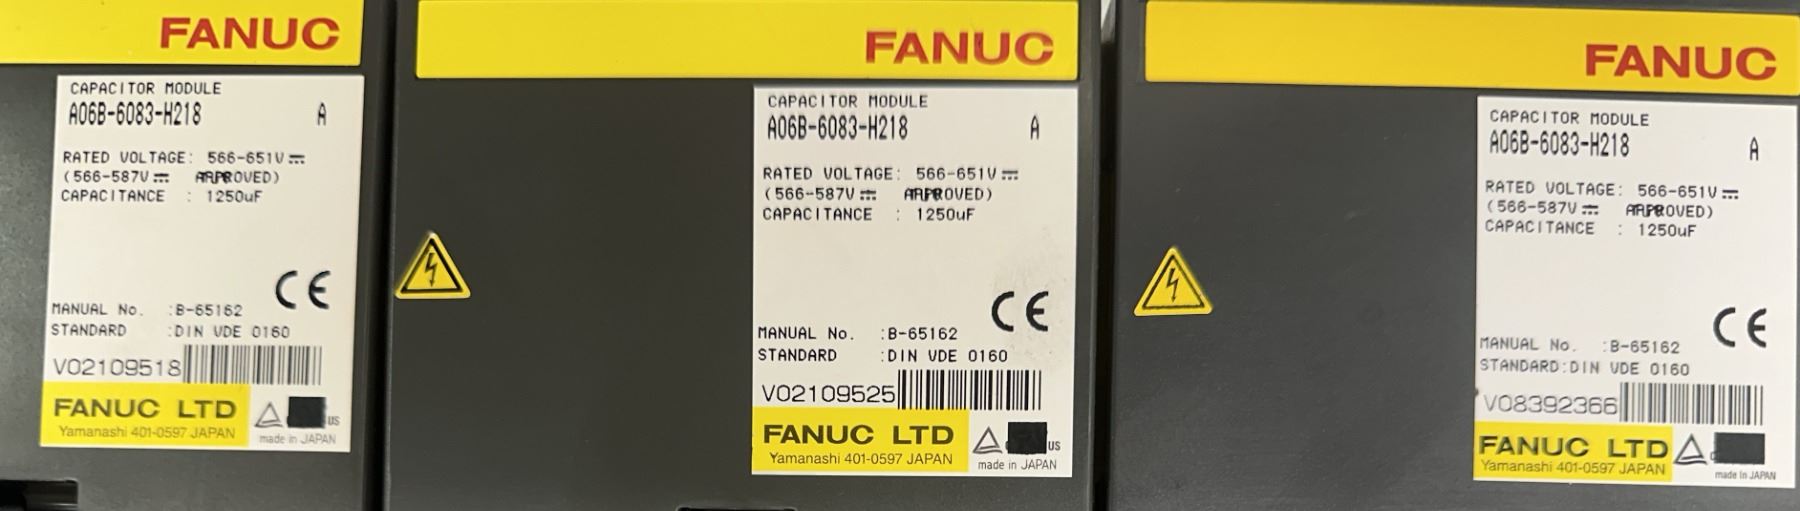 FANUC
CAPACITOR MODULE
A06B-6083-H218 A
RATED VOLTAGE: 566-651V
(566-587V APPROVED)
CAPACITANCE : 1250uF
CE
MANUAL No. :B-65162
STANDARD :DIN VDE 0160
V02109518
FANUC LTD
Yamanashi 401-0597 JAPAN
US
made in JAPAN
FANUC
CAPACITOR MODULE
A06B-6083-H218 A
RATED VOLTAGE: 566-651V
(566-587V APPROVED)
CAPACITANCE : 1250uF
CE
MANUAL No. :B-65162
STANDARD :DIN VDE 0160
V02109525
FANUC LTD
Yamanashi 401-0597 JAPAN
US
made in JAPAN
FANUC
CAPACITOR MODULE
A06B-6083-H218 A
RATED VOLTAGE: 566-651V
(566-587V APPROVED)
CAPACITANCE : 1250uF
CE
MANUAL No. :B-65162
STANDARD:DIN VDE 0160
V08392366
FANUC LTD
Yamanashi 401-0597 JAPAN
made in JAPAN